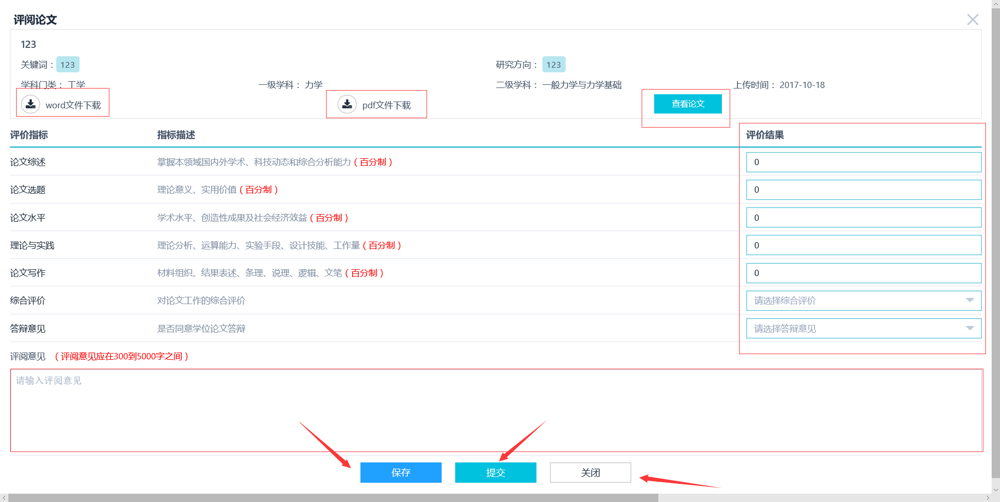 评阅论文
123
关键词： 123
研究方向： 123
学科门类： 工学
一级学科： 力学
二级学科： 一般力学与力学基础
上传时间： 2017-10-18
word文件下载
pdf文件下载
查看论文
评价指标 指标描述 评价结果
论文综述 掌握本领域国内外学术、科技动态和综合分析能力（百分制） 0
论文选题 理论意义、实用价值（百分制） 0
论文水平 学术水平、创造性成果及社会经济效益（百分制） 0
理论与实践 理论分析、运算能力、实验手段、设计技能、工作量（百分制） 0
论文写作 材料组织、结果表述、条理、说理、逻辑、文笔（百分制） 0
综合评价 对论文工作的综合评价 请选择综合评价
答辩意见 是否同意学位论文答辩 请选择答辩意见
评阅意见 （评阅意见应在300到5000字之间）
请输入评阅意见
保存 提交 关闭